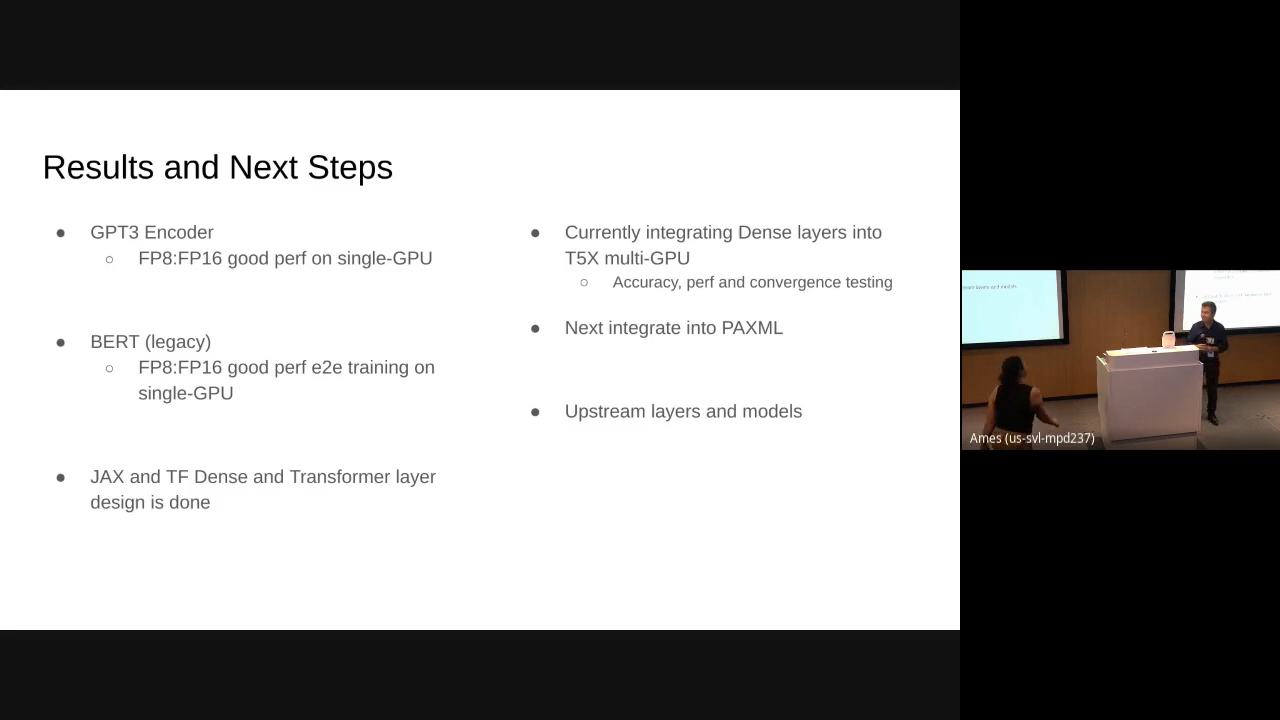 Results and Next Steps
● GPT3 Encoder
○ FP8:FP16 good perf on single-GPU
● BERT (legacy)
○ FP8:FP16 good perf e2e training on
single-GPU
● JAX and TF Dense and Transformer layer
design is done
● Currently integrating Dense layers into
T5X multi-GPU
○ Accuracy, perf and convergence testing
● Next integrate into PAXML
● Upstream layers and models
Ames (us-svl-mpd237)